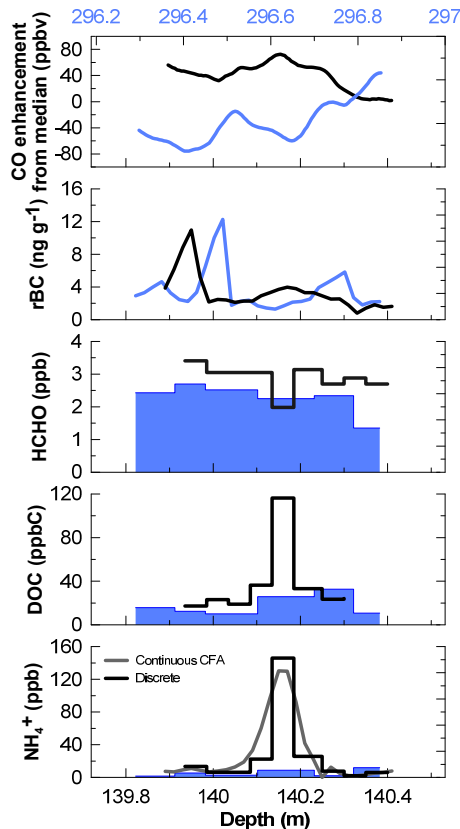 296.2 296.4 296.6 296.8 297
CO enhancement
from median (ppbv)
80
40
0
-40
-80
rBC (ng g-1)
16
12
8
4
0
HCHO (ppb)
4
3
2
1
0
DOC (ppbC)
120
80
40
0
NH4+ (ppb)
160
120
80
40
0
Continuous CFA
Discrete
139.8 140 140.2 140.4
Depth (m)